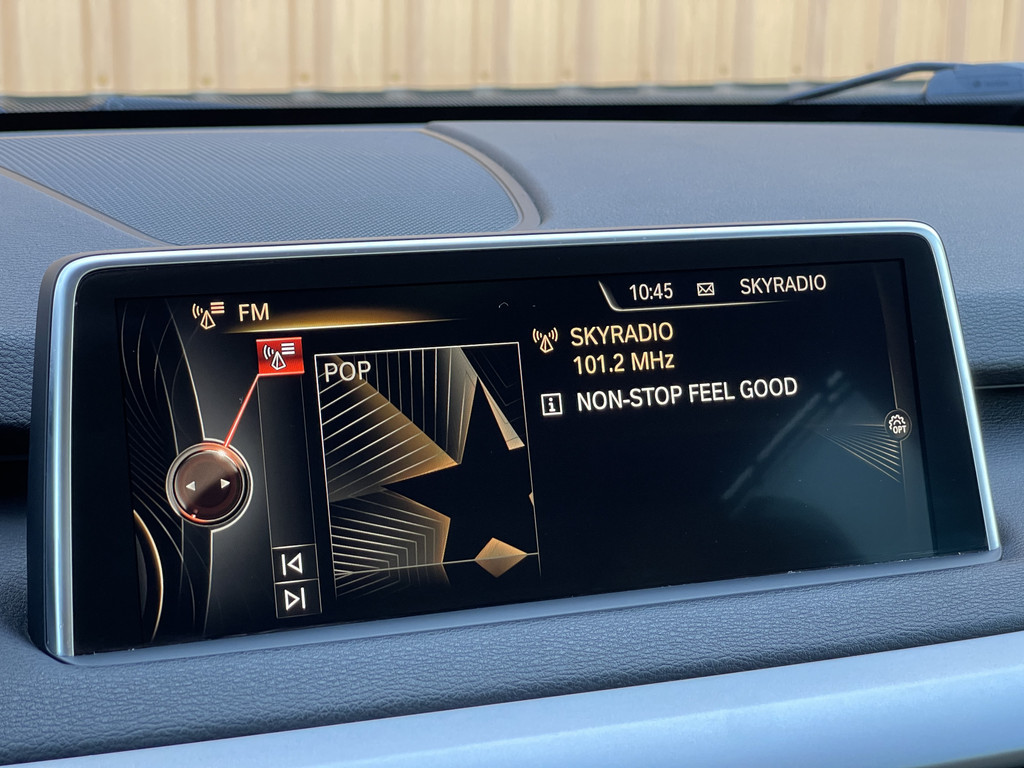 10:45 SKYRADIO
FM
SKYRADIO
101.2 MHz
POP
NON-STOP FEEL GOOD
OPT